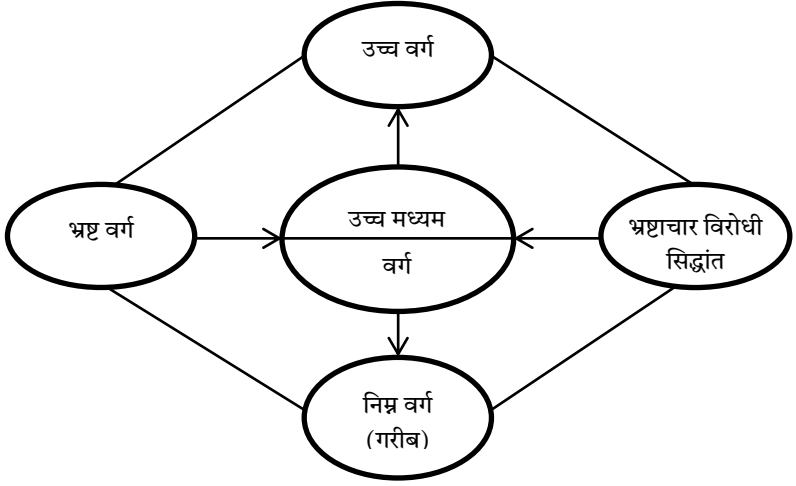 उच्च वर्ग
भ्रष्ट वर्ग
उच्च मध्यम
वर्ग
भ्रष्टाचार विरोधी
सिद्धांत
निम्न वर्ग
(गरीब)